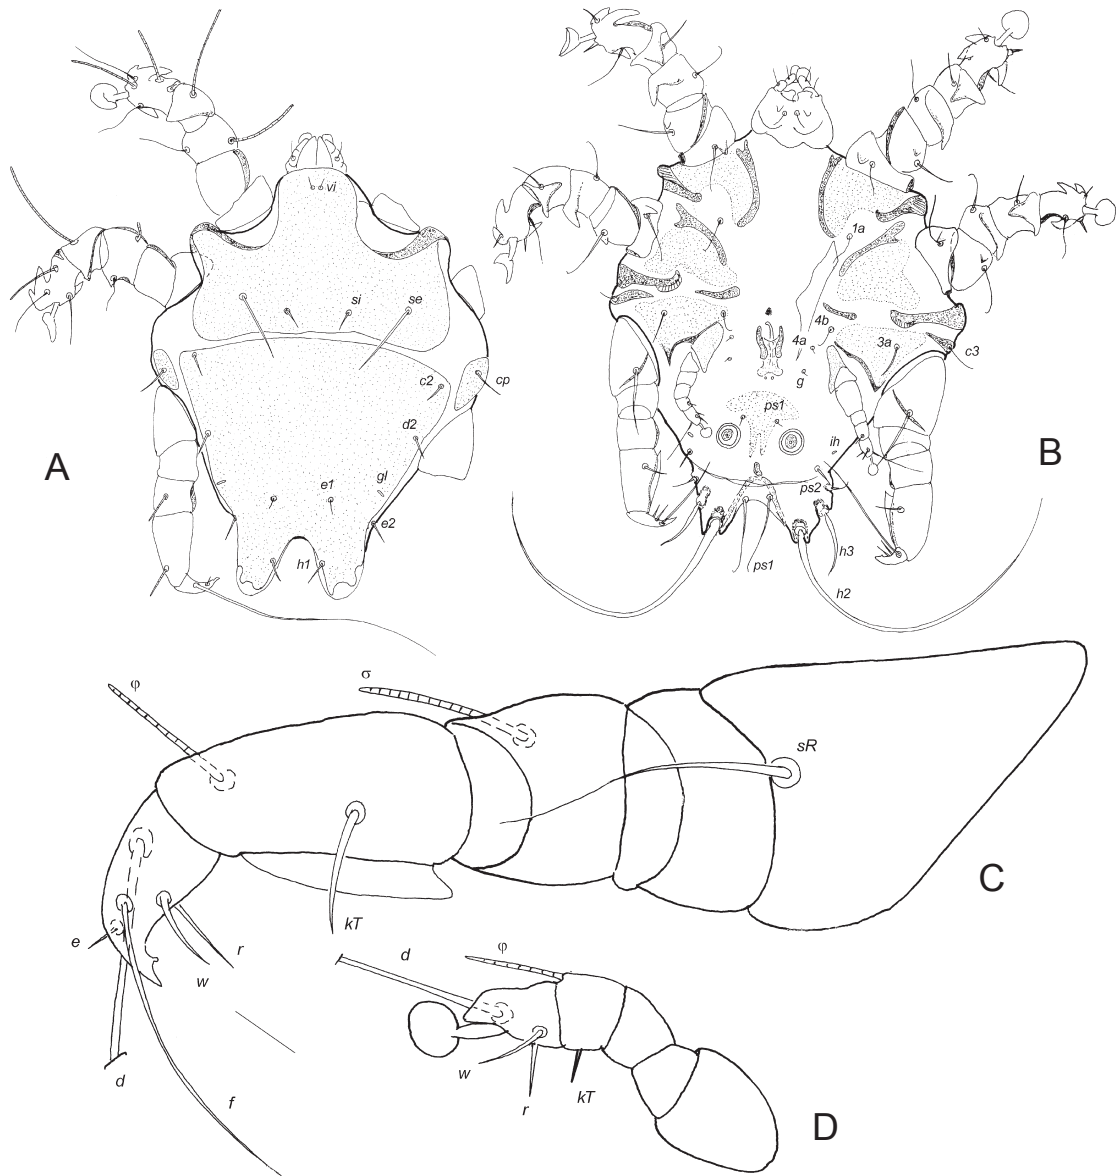 A
vi
si
se
c2
cp
d2
gl
e1
e2
h1
B
1a
4b
4a
3a
c3
g
ps1
ih
ps2
h3
ps1
h2
C
φ
σ
sR
kT
e
r
w
d
f
D
d
φ
w
r
kT